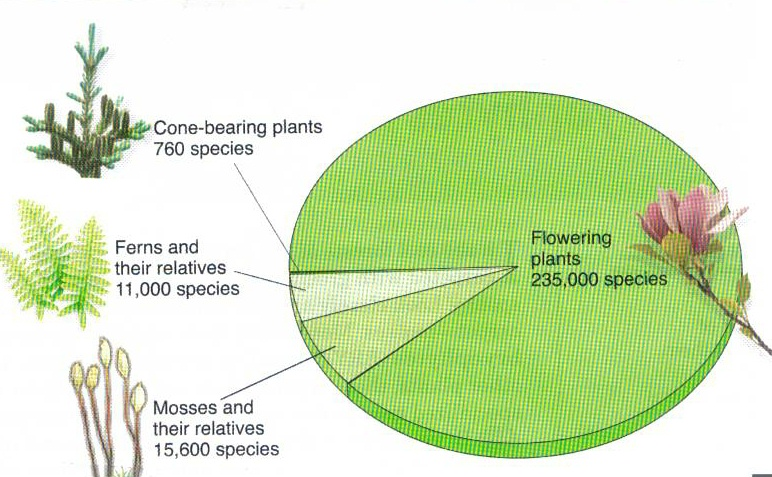 Cone-bearing plants
760 species
Ferns and
their relatives
11,000 species
Mosses and
their relatives
15,600 species
Flowering
plants
235,000 species